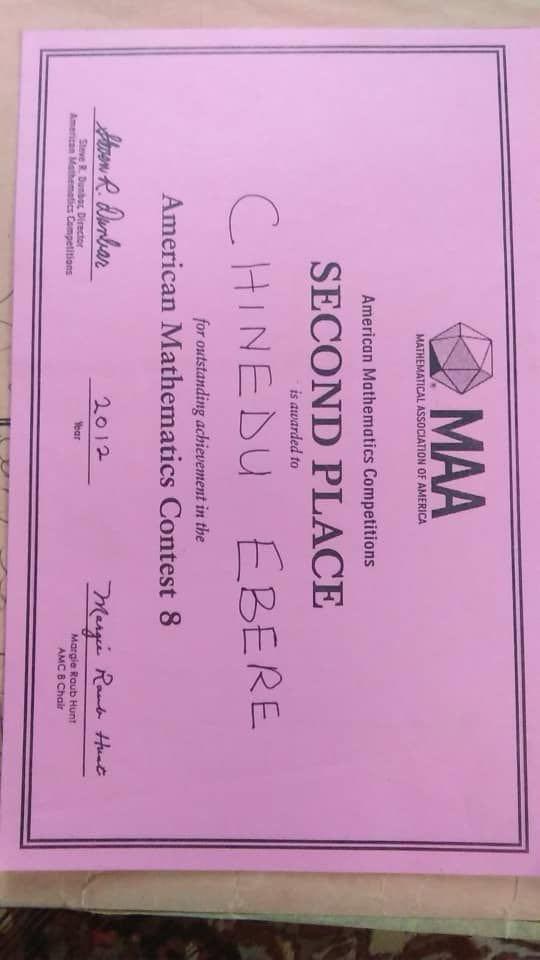 MAA
MATHEMATICAL ASSOCIATION OF AMERICA
American Mathematics Competitions
SECOND PLACE
is awarded to
CHINEDU EBERE
for outstanding achievement in the
American Mathematics Contest 8
Steven R. Dunbar 2012 Margie Raub Hunt
Steve R. Dunbar, Director Year Margie Raub Hunt
American Mathematics Competitions AMC 8 Chair